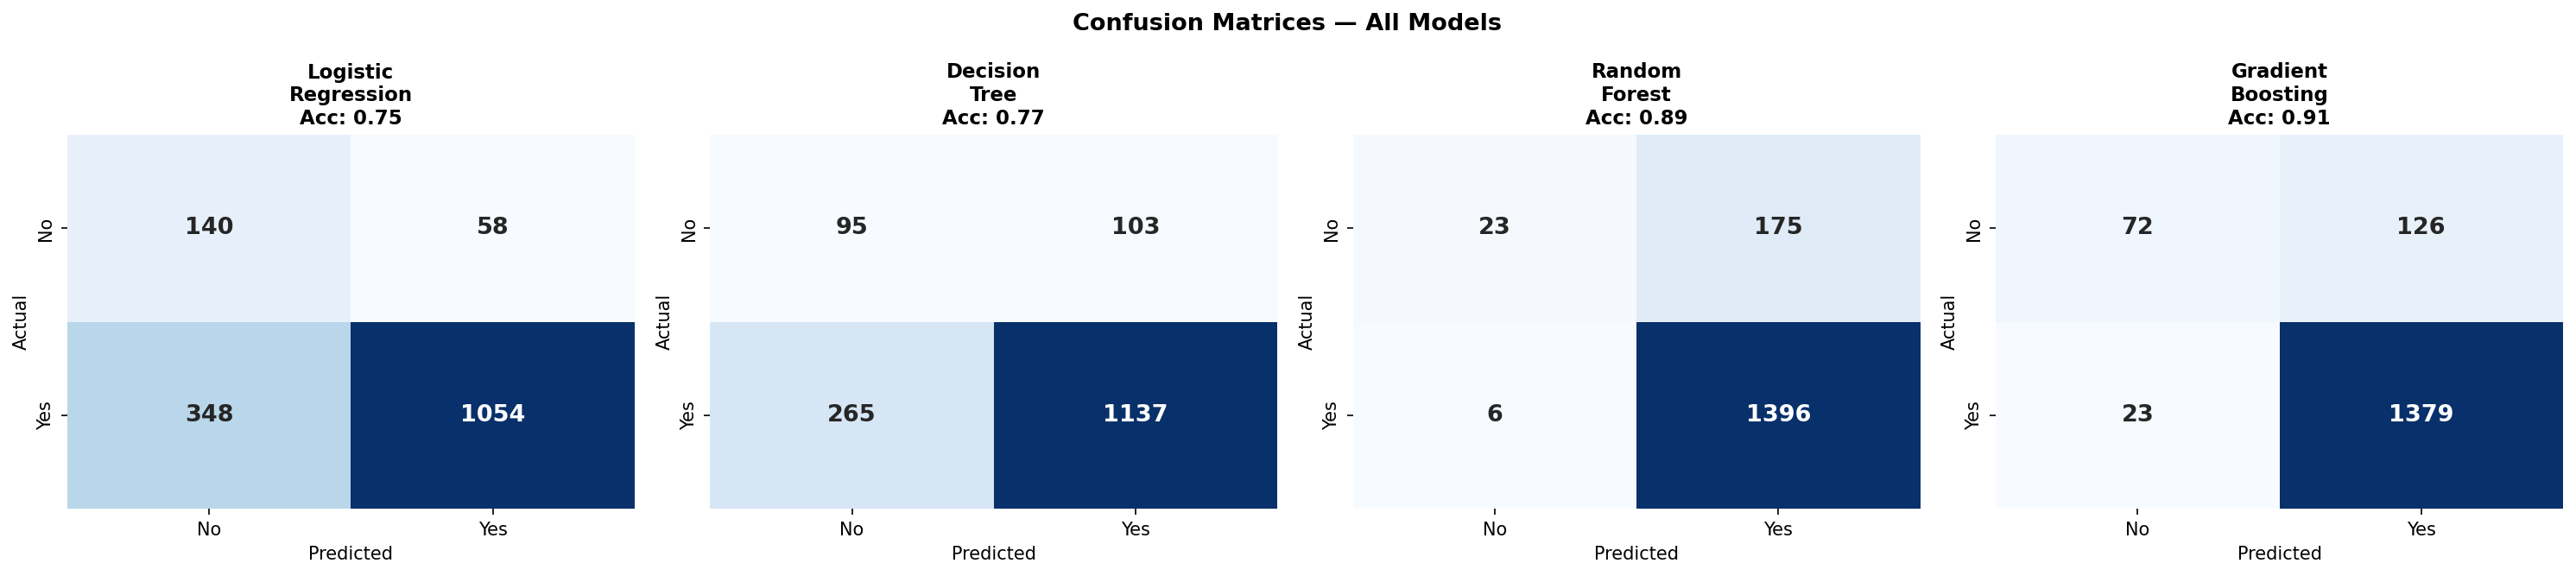 Confusion Matrices — All Models
Logistic
Regression
Acc: 0.75
No
Yes
Actual
140
58
348
1054
No
Yes
Predicted
Decision
Tree
Acc: 0.77
No
Yes
Actual
95
103
265
1137
No
Yes
Predicted
Random
Forest
Acc: 0.89
No
Yes
Actual
23
175
6
1396
No
Yes
Predicted
Gradient
Boosting
Acc: 0.91
No
Yes
Actual
72
126
23
1379
No
Yes
Predicted